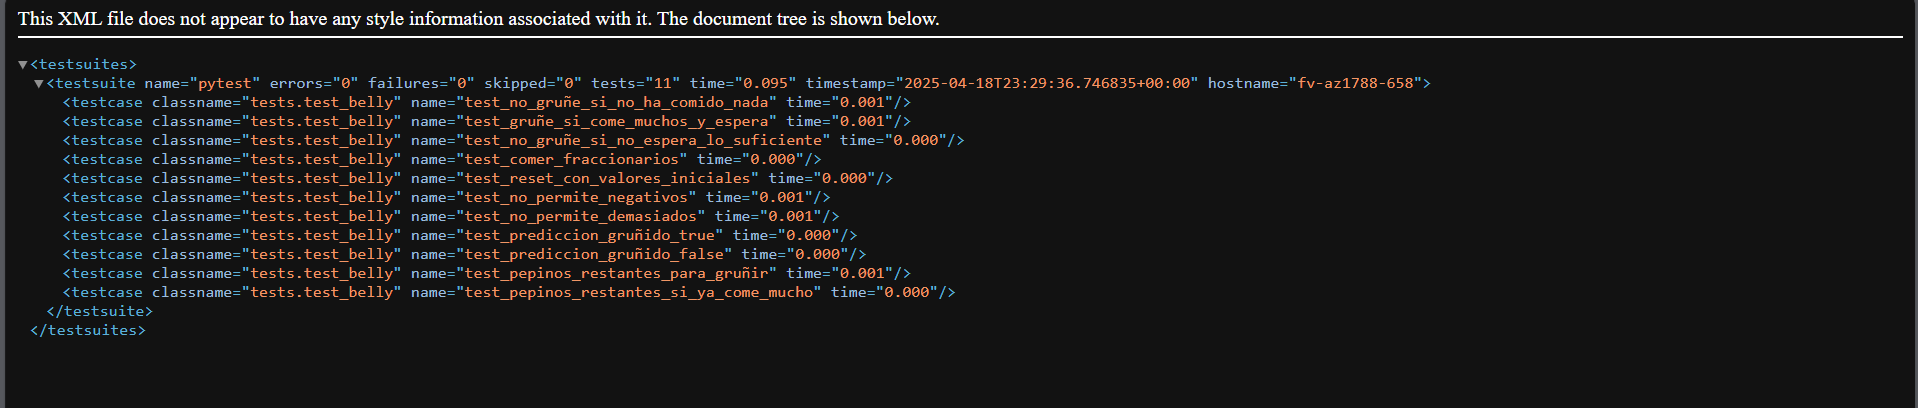 This XML file does not appear to have any style information associated with it. The document tree is shown below.
▼<testsuites>
▼<testsuite name="pytest" errors="0" failures="0" skipped="0" tests="11" time="0.095" timestamp="2025-04-18T23:29:36.746835+00:00" hostname="fv-az1788-658">
<testcase classname="tests.test_belly" name="test_no_gruñe_si_no_ha_comido_nada" time="0.001"/>
<testcase classname="tests.test_belly" name="test_gruñe_si_come_muchos_y_espera" time="0.001"/>
<testcase classname="tests.test_belly" name="test_no_gruñe_si_no_espera_lo_suficiente" time="0.000"/>
<testcase classname="tests.test_belly" name="test_comer_fraccionarios" time="0.000"/>
<testcase classname="tests.test_belly" name="test_reset_con_valores_iniciales" time="0.000"/>
<testcase classname="tests.test_belly" name="test_no_permite_negativos" time="0.001"/>
<testcase classname="tests.test_belly" name="test_no_permite_demasiados" time="0.001"/>
<testcase classname="tests.test_belly" name="test_prediccion_gruñido_true" time="0.000"/>
<testcase classname="tests.test_belly" name="test_prediccion_gruñido_false" time="0.000"/>
<testcase classname="tests.test_belly" name="test_pepinos_restantes_para_gruñir" time="0.001"/>
<testcase classname="tests.test_belly" name="test_pepinos_restantes_si_ya_come_mucho" time="0.000"/>
</testsuite>
</testsuites>